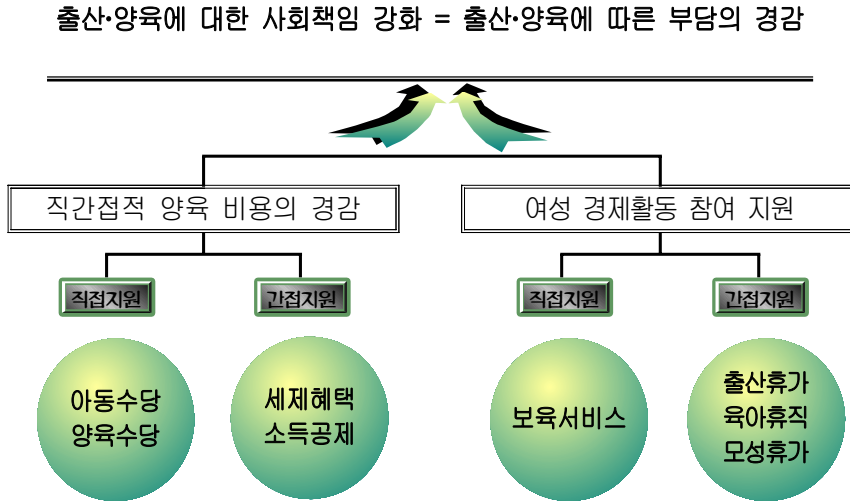 출산·양육에 대한 사회책임 강화 = 출산·양육에 따른 부담의 경감
직간접적 양육 비용의 경감
여성 경제활동 참여 지원
직접지원
간접지원
직접지원
간접지원
아동수당
양육수당
세제혜택
소득공제
보육서비스
출산휴가
육아휴직
모성휴가